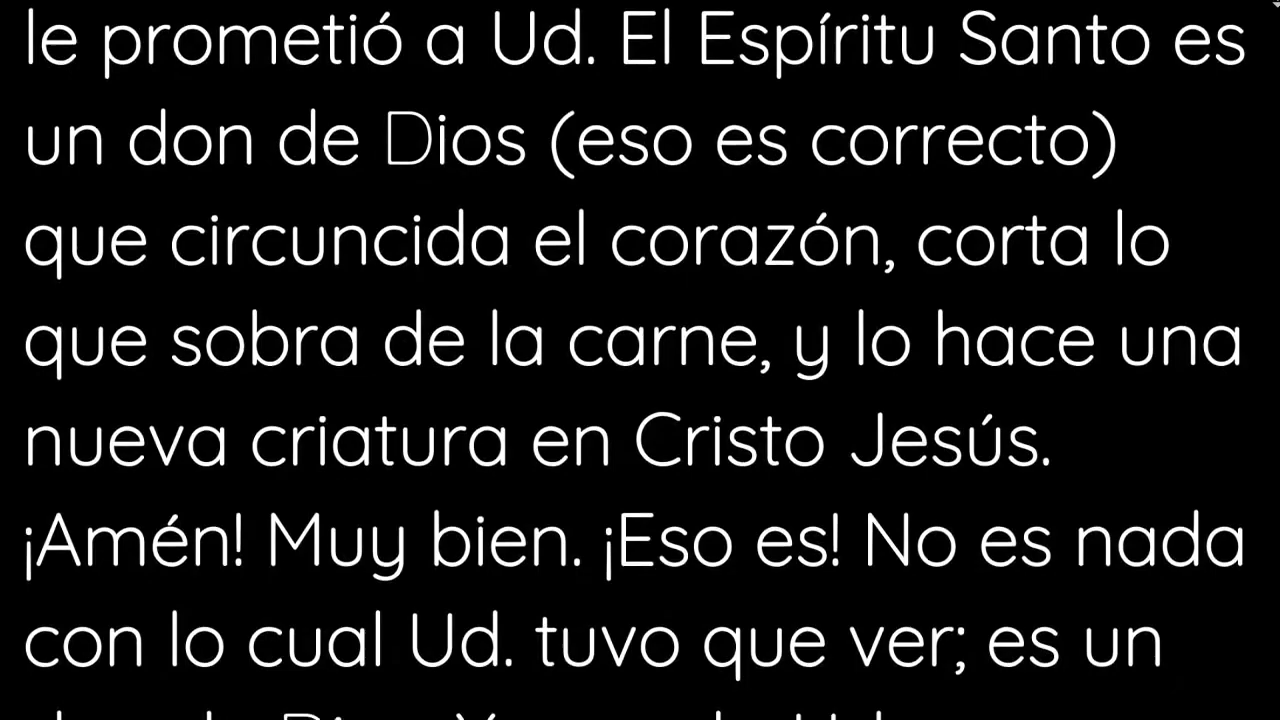 le prometió a Ud. El Espíritu Santo es
un don de Dios (eso es correcto)
que circuncida el corazón, corta lo
que sobra de la carne, y lo hace una
nueva criatura en Cristo Jesús.
¡Amén! Muy bien. ¡Eso es! No es nada
con lo cual Ud. tuvo que ver; es un